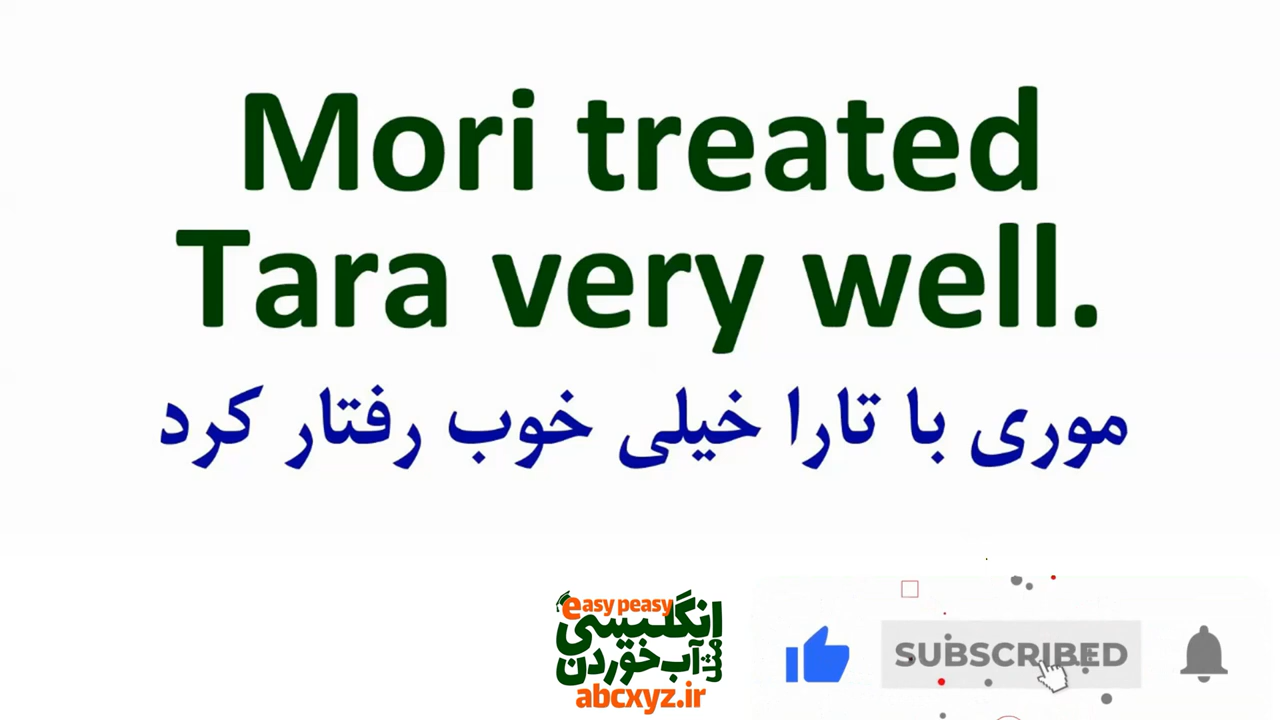 Mori treated
Tara very well.
موری با تارا خیلی خوب رفتار کرد
easy peasy
انگلیسی
مثل آب خوردن
abcxyz.ir
SUBSCRIBED